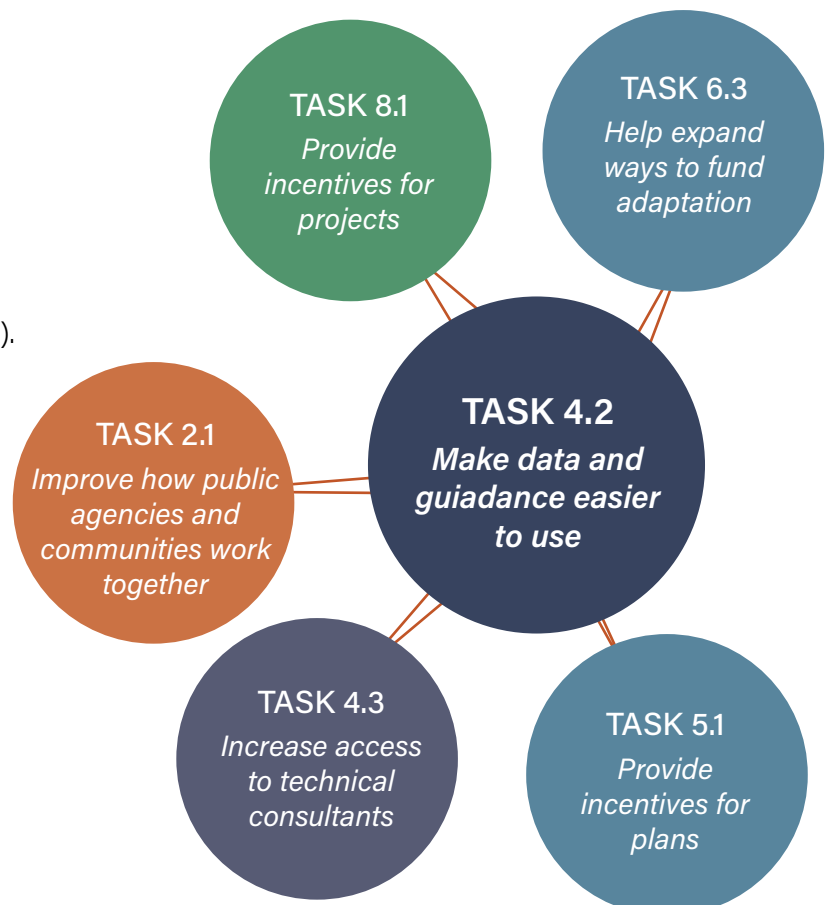 TASK 8.1
Provide
incentives for
projects
TASK 6.3
Help expand
ways to fund
adaptation
).
TASK 4.2
Make data and
guiadance easier
to use
TASK 2.1
Improve how public
agencies and
communities work
together
TASK 4.3
Increase access
to technical
consultants
TASK 5.1
Provide
incentives for
plans